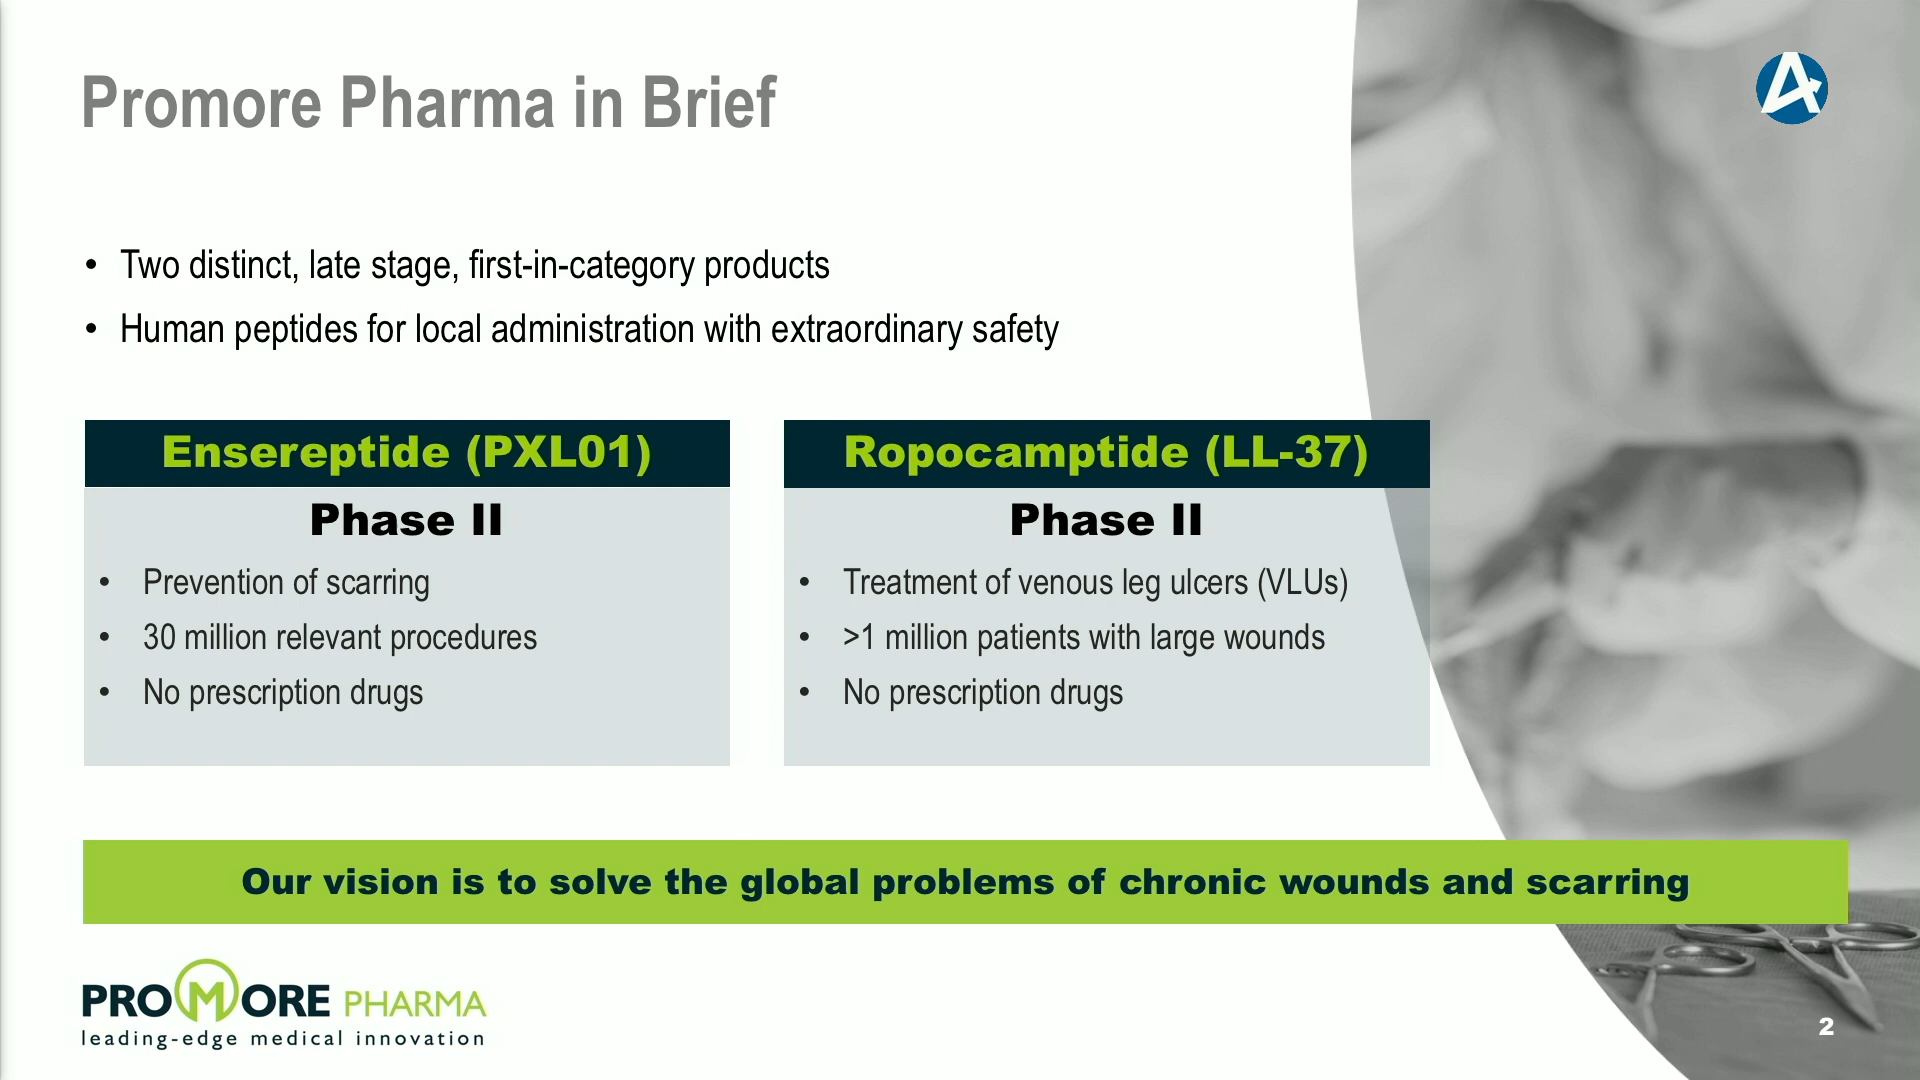 Promore Pharma in Brief
• Two distinct, late stage, first-in-category products
• Human peptides for local administration with extraordinary safety
Ensereptide (PXL01)
Phase II
• Prevention of scarring
• 30 million relevant procedures
• No prescription drugs
Ropocamptide (LL-37)
Phase II
• Treatment of venous leg ulcers (VLUs)
• >1 million patients with large wounds
• No prescription drugs
Our vision is to solve the global problems of chronic wounds and scarring
PROMORE PHARMA
leading-edge medical innovation
2